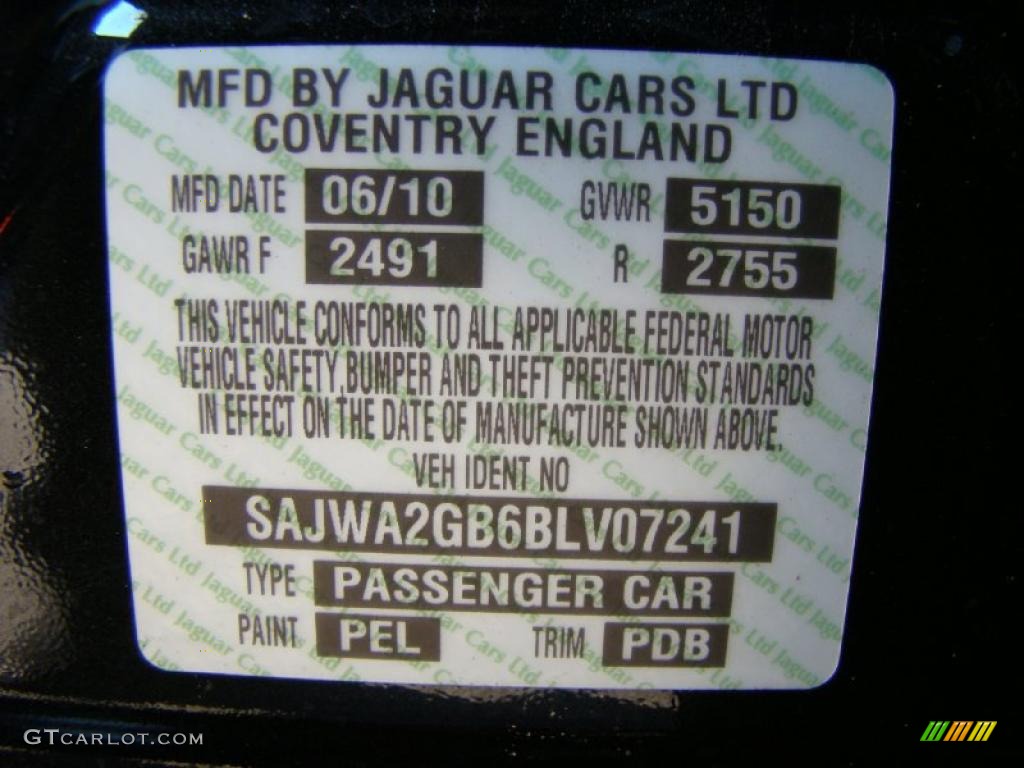 MFD BY JAGUAR CARS LTD
COVENTRY ENGLAND
MFD DATE 06/10 GVWR 5150
GAWR F 2491 R 2755
THIS VEHICLE CONFORMS TO ALL APPLICABLE FEDERAL MOTOR
VEHICLE SAFETY,BUMPER AND THEFT PREVENTION STANDARDS
IN EFFECT ON THE DATE OF MANUFACTURE SHOWN ABOVE.
VEH IDENT NO
SAJWA2GB6BLV07241
TYPE PASSENGER CAR
PAINT PEL TRIM PDB
GTCARLOT.COM